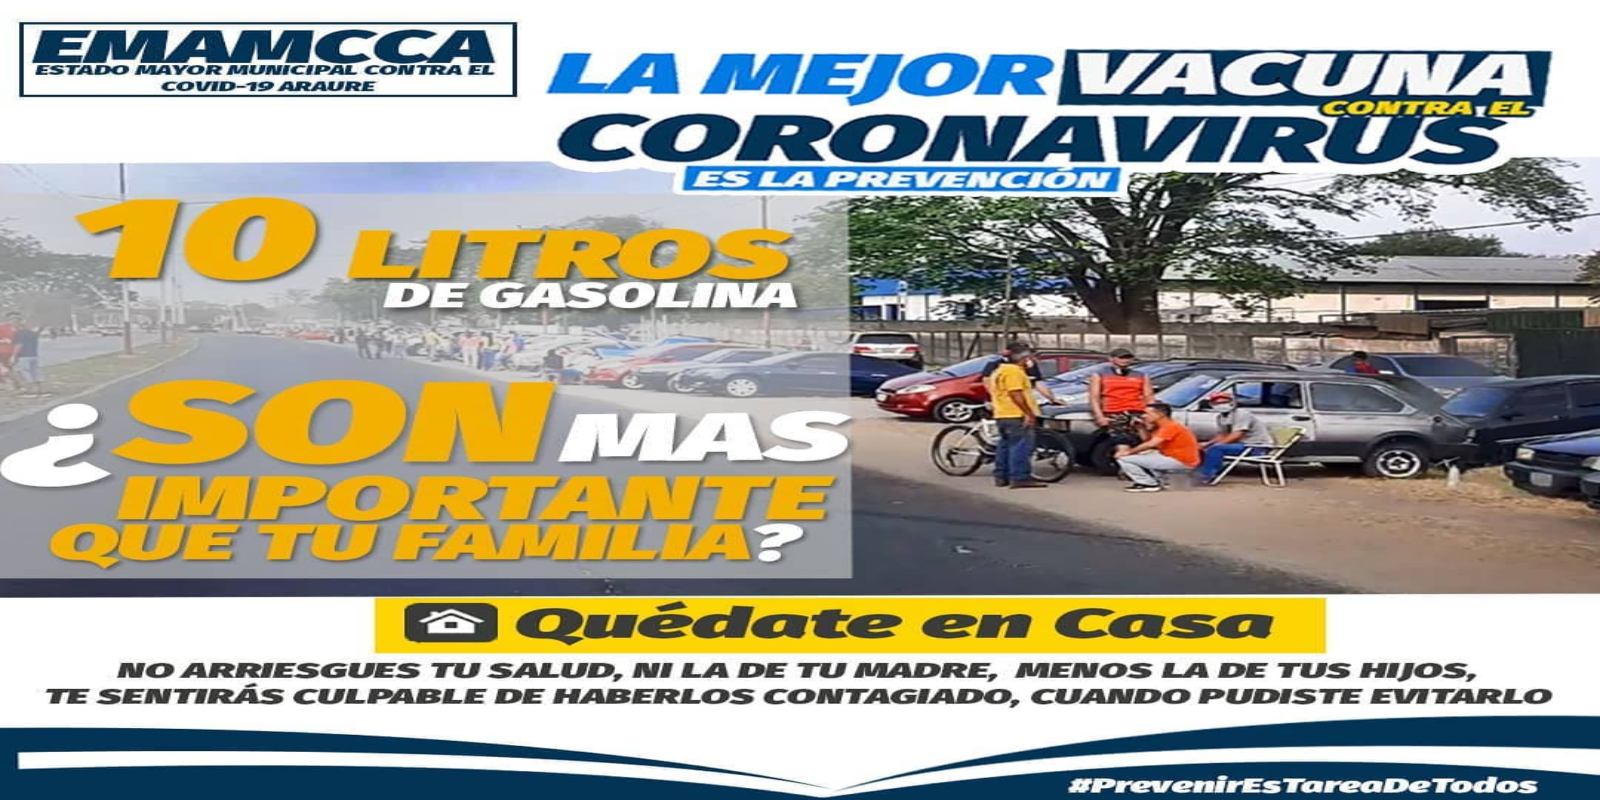 EMAMCCA
ESTADO MAYOR MUNICIPAL CONTRA EL
COVID-19 ARAURE
LA MEJOR VACUNA
CONTRA EL
CORONAVIRUS
ES LA PREVENCIÓN
10 LITROS
DE GASOLINA
¿SON MAS
IMPORTANTE
QUE TU FAMILIA?
Quédate en Casa
NO ARRIESGUES TU SALUD, NI LA DE TU MADRE, MENOS LA DE TUS HIJOS,
TE SENTIRÁS CULPABLE DE HABERLOS CONTAGIADO, CUANDO PUDISTE EVITARLO
#PrevenirEsTareaDeTodos